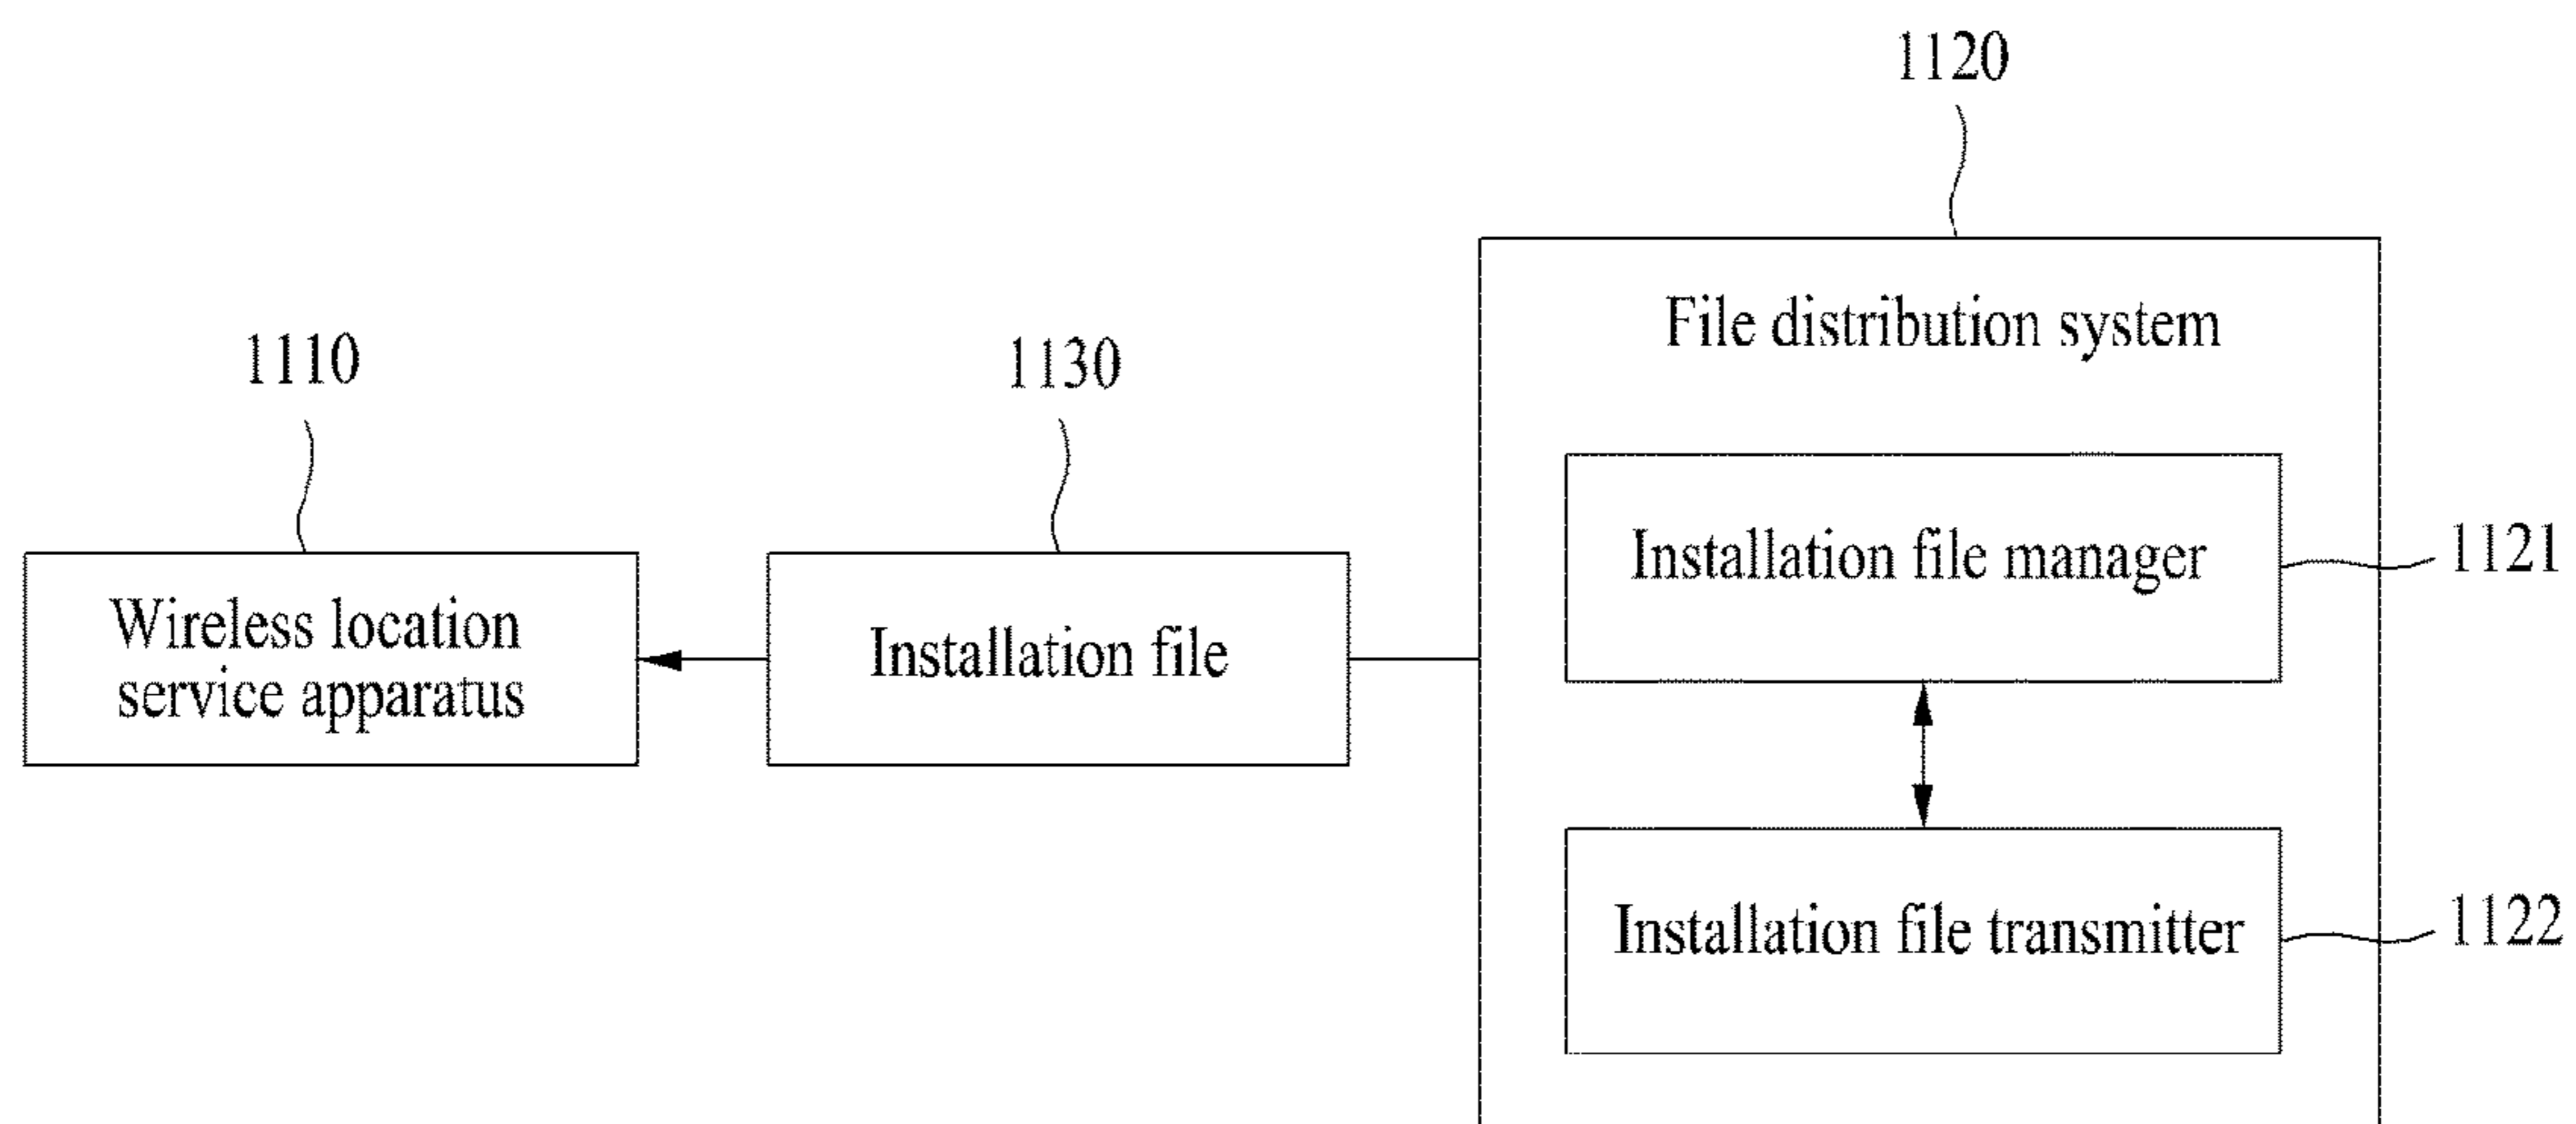 1120
File distribution system
1110
1130
Installation file manager
1121
Wireless location
service apparatus
Installation file
Installation file transmitter
1122